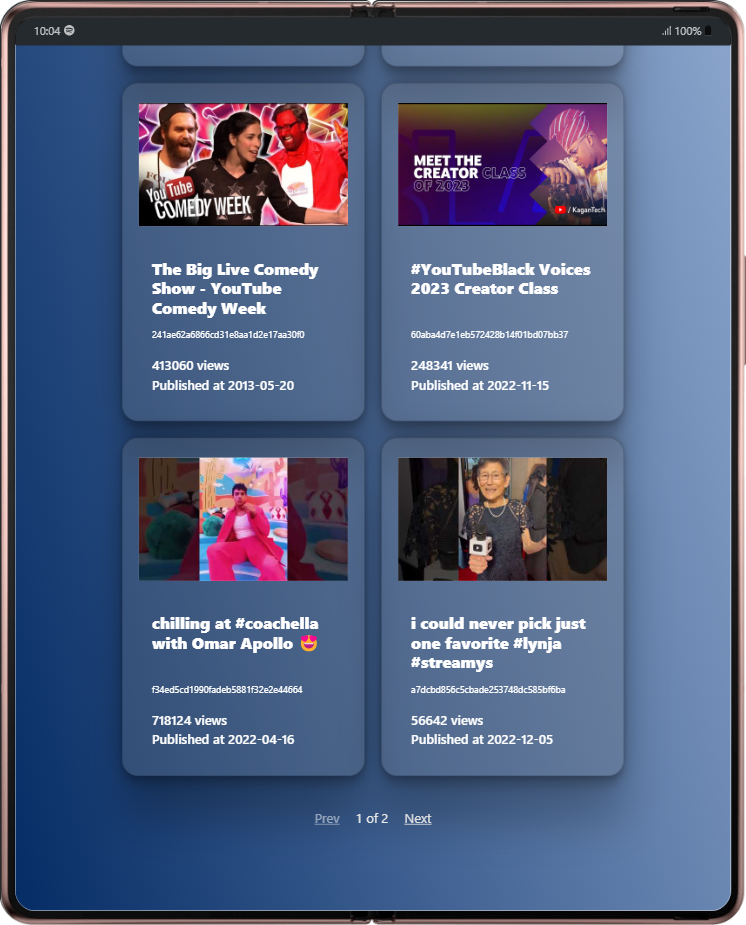 10:04
100%
You Tube
COMEDY WEEK
MEET THE
CREATOR CLASS
OF 2023
/ KaganTech
The Big Live Comedy
Show - YouTube
Comedy Week
241ae62a6866cd31e8aa1d2e17aa30f0
413060 views
Published at 2013-05-20
#YouTubeBlack Voices
2023 Creator Class
60aba4d7e1eb572428b14f01bd07bb37
248341 views
Published at 2022-11-15
chilling at #coachella
with Omar Apollo 🤩
f34ed5cd1990fadeb5881f32e2e44664
718124 views
Published at 2022-04-16
i could never pick just
one favorite #lynja
#streamys
a7dcbd856c5cbade253748dc585bf6ba
56642 views
Published at 2022-12-05
Prev 1 of 2 Next